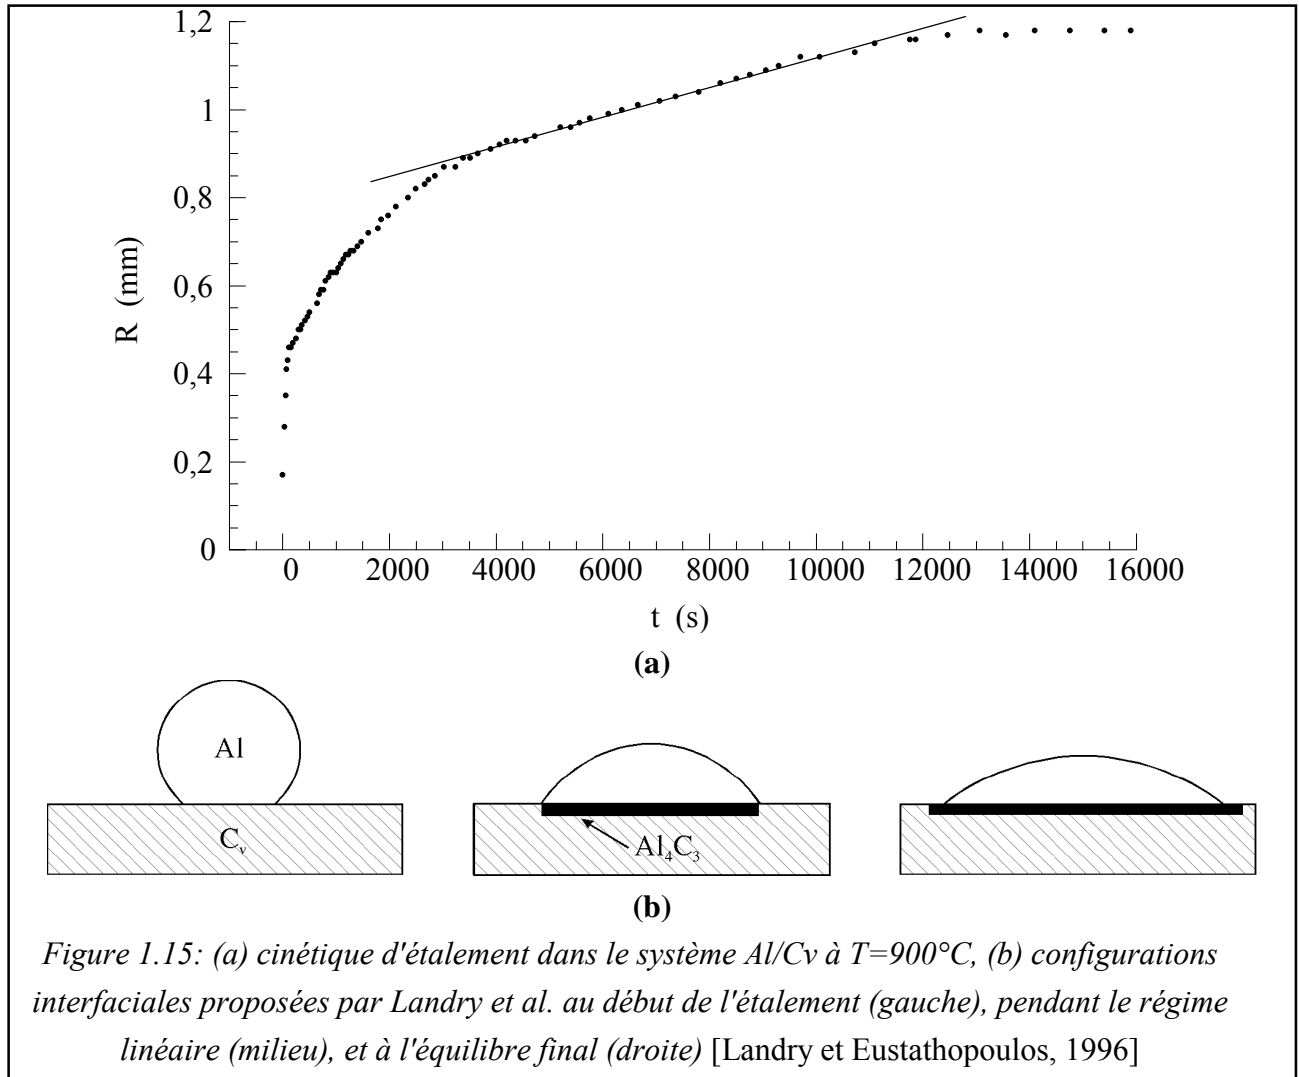 1,2
1
0,8
0,6
0,4
0,2
0
R (mm)
0 2000 4000 6000 8000 10000 12000 14000 16000
t (s)
(a)
Al
Cv
Al4C3
(b)
Figure 1.15: (a) cinétique d'étalement dans le système Al/Cv à T=900°C, (b) configurations
interfaciales proposées par Landry et al. au début de l'étalement (gauche), pendant le régime
linéaire (milieu), et à l'équilibre final (droite) [Landry et Eustathopoulos, 1996]